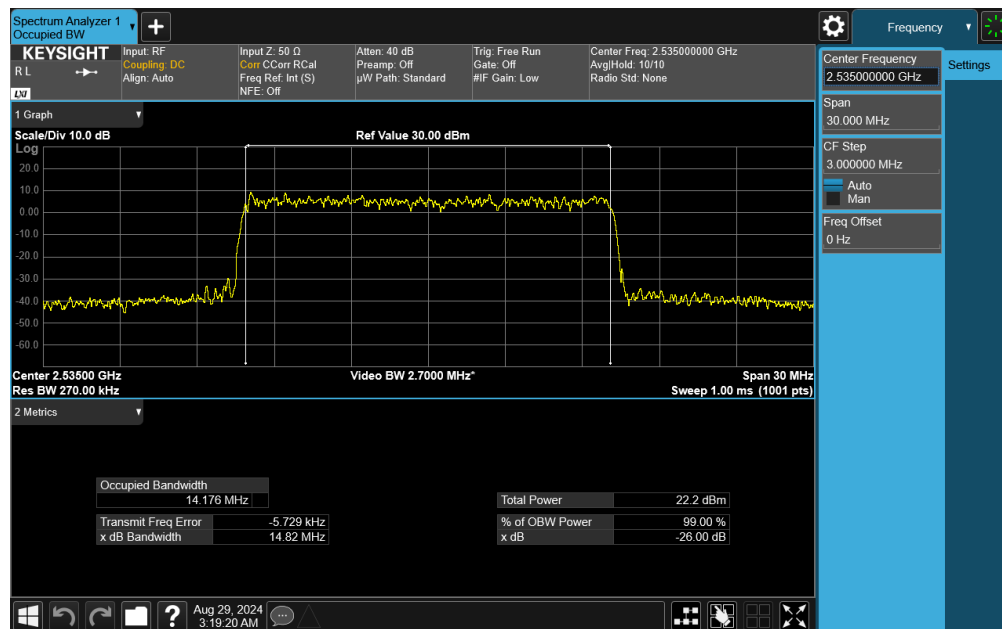 Spectrum Analyzer 1
Occupied BW
Frequency
KEYSIGHT
R L
LXI
Input: RF
Coupling: DC
Align: Auto
Input Z: 50 Ω
Corr CCorr RCal
Freq Ref: Int (S)
NFE: Off
Atten: 40 dB
Preamp: Off
µW Path: Standard
Trig: Free Run
Gate: Off
#IF Gain: Low
Center Freq: 2.535000000 GHz
Avg|Hold: 10/10
Radio Std: None
Center Frequency
2.535000000 GHz
Settings
Span
30.000 MHz
CF Step
3.000000 MHz
Auto
Man
Freq Offset
0 Hz
1 Graph
Scale/Div 10.0 dB
Ref Value 30.00 dBm
Log
20.0
10.0
0.00
-10.0
-20.0
-30.0
-40.0
-50.0
-60.0
Center 2.53500 GHz
Video BW 2.7000 MHz*
Span 30 MHz
Res BW 270.00 kHz
Sweep 1.00 ms (1001 pts)
2 Metrics
Occupied Bandwidth
14.176 MHz
Total Power 22.2 dBm
Transmit Freq Error -5.729 kHz
% of OBW Power 99.00 %
x dB Bandwidth 14.82 MHz
x dB -26.00 dB
?
Aug 29, 2024
3:19:20 AM